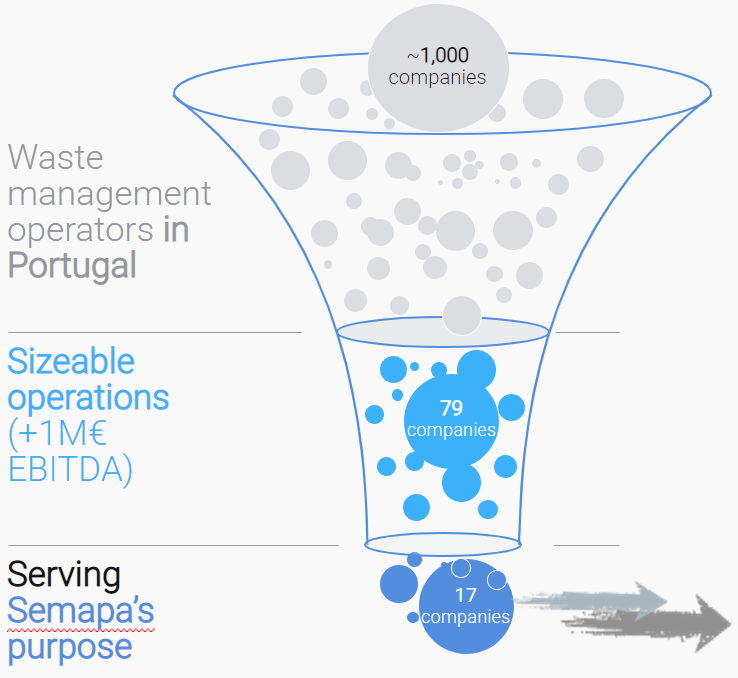 ~1,000
companies
Waste
management
operators in
Portugal
Sizeable
operations
(+1M€
EBITDA)
79
companies
Serving
Semapa's
purpose
17
companies